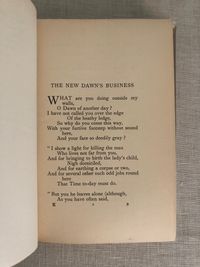 THE NEW DAWN'S BUSINESS
WHAT are you doing outside my
walls,
O Dawn of another day?
I have not called you over the edge
Of the heathy ledge,
So why do you come this way,
With your furtive footstep without sound
here,
And your face so deedily gray?
"I show a light for killing the man
Who lives not far from you,
And for bringing to birth the lady's child,
Nigh domiciled,
And for earthing a corpse or two,
And for several other such odd jobs round
here
That Time to-day must do.
"But you he leaves alone (although,
As you have often said,